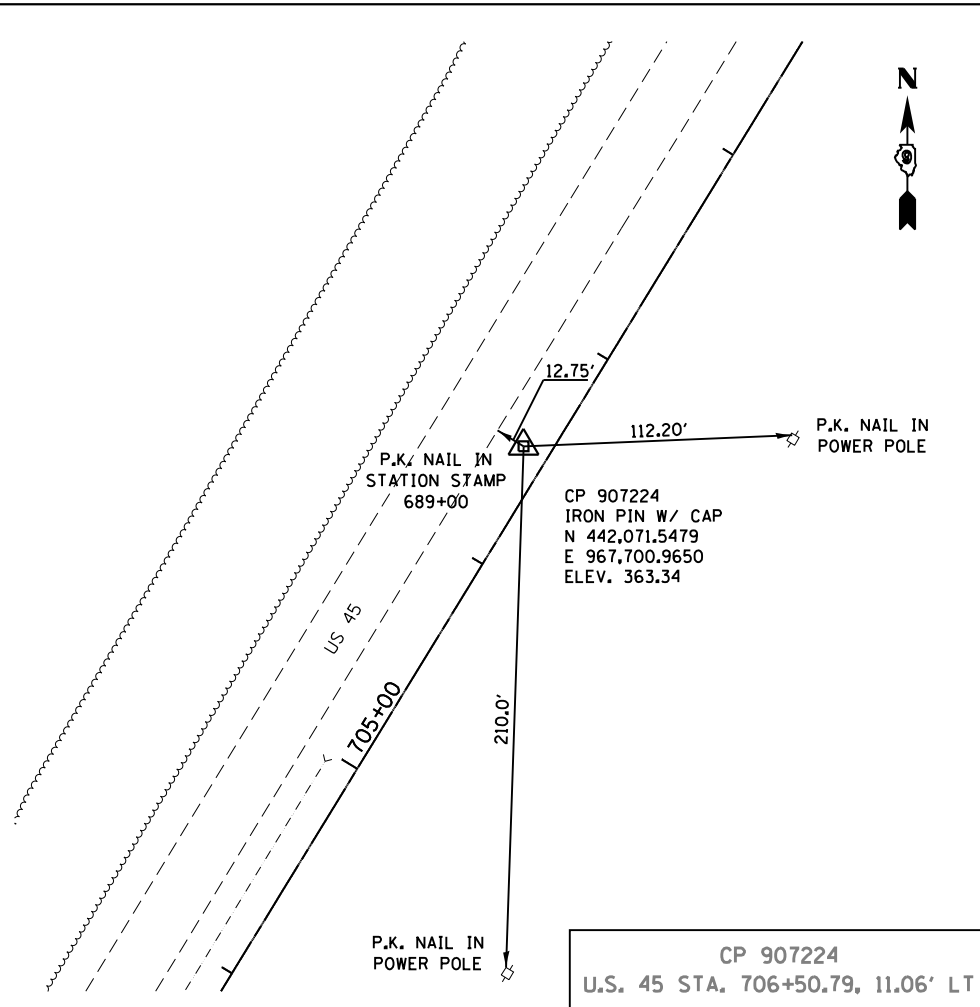 N
9
12.75'
112.20'
P.K. NAIL IN
POWER POLE
P.K. NAIL IN
STATION STAMP
689+00
CP 907224
IRON PIN W/ CAP
N 442,071.5479
E 967,700.9650
ELEV. 363.34
US 45
705+00
210.0'
P.K. NAIL IN
POWER POLE
CP 907224
U.S. 45 STA. 706+50.79, 11.06' LT